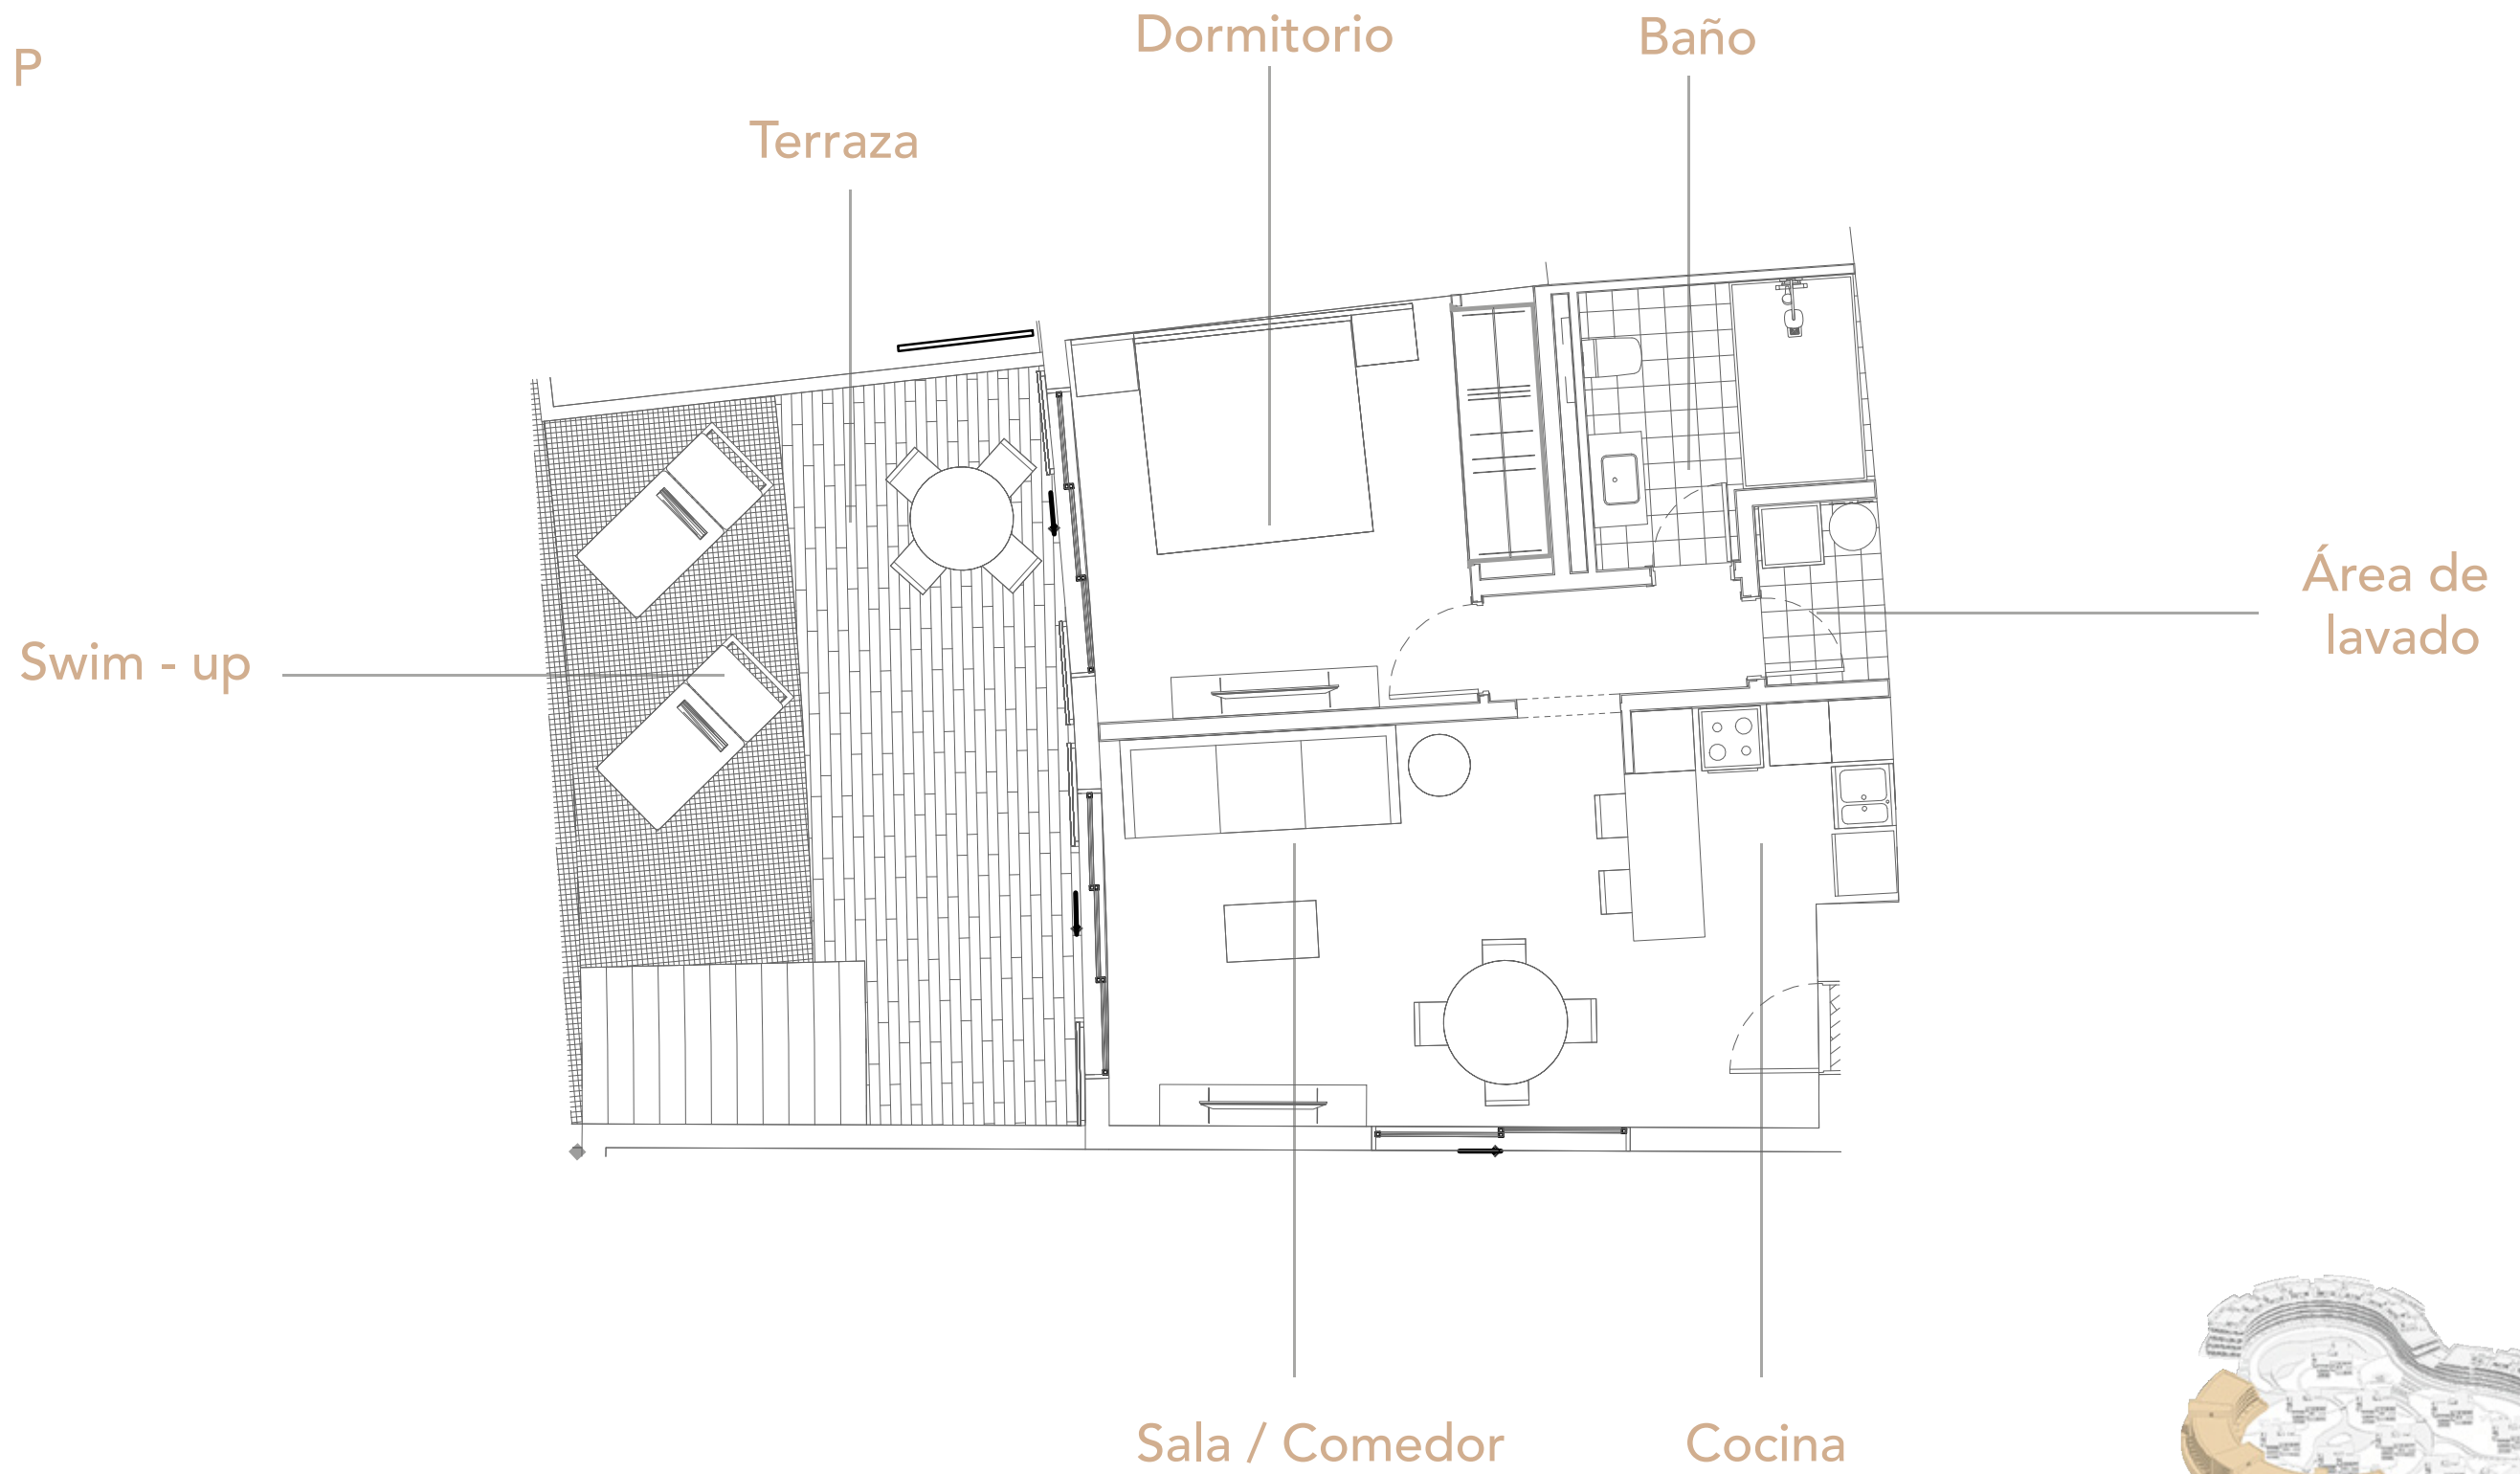 Dormitorio
Baño
P
Terraza
Área de
lavado
Swim - up
Sala / Comedor
Cocina